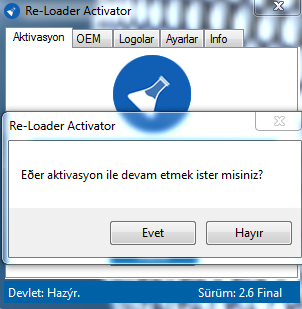 Re-Loader Activator
Aktivasyon OEM Logolar Ayarlar Info
Re-Loader Activator
Eðer aktivasyon ile devam etmek ister misiniz?
Evet Hayır
Devlet: Hazýr. Sürüm: 2.6 Final